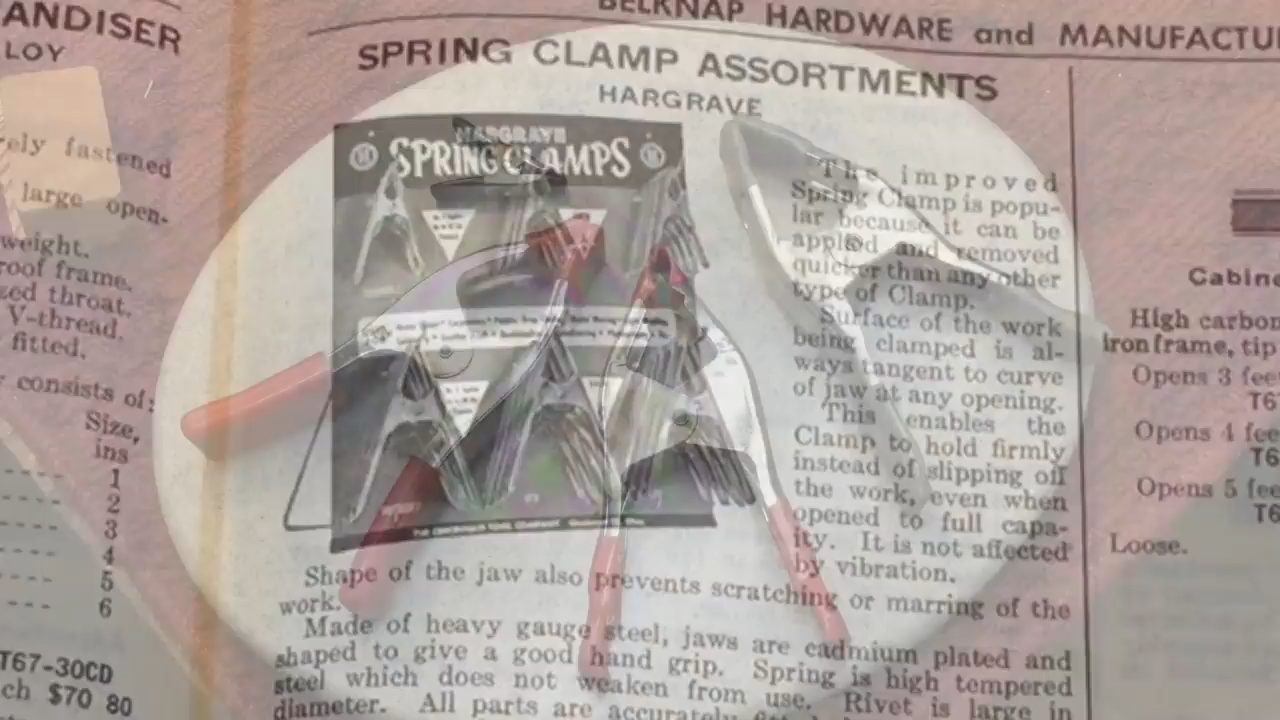 ANDISER
LOY
ely fastened
large open-
weight.
roof frame.
zed throat.
V-thread.
fitted.
consists of:
Size,
ins
1
2
3
4
5
6
T67-30CD
ch $70 80
BELKNAP HARDWARE and MANUFACTU
SPRING CLAMP ASSORTMENTS
HARGRAVE
HARGRAVE
SPRING CLAMPS
The improved
Spring Clamp is popu-
lar because it can be
applied and removed
quicker than any other
type of Clamp.
Surface of the work
being clamped is al-
ways tangent to curve
of jaw at any opening.
This enables the
Clamp to hold firmly
instead of slipping off
the work, even when
opened to full capa-
ity. It is not affected
by vibration.
Shape of the jaw also prevents scratching or marring of the
work.
Made of heavy gauge steel, jaws are cadmium plated and
shaped to give a good hand grip. Spring is high tempered
steel which does not weaken from use. Rivet is large in
diameter. All parts are accurately
Cabine
High carbon
iron frame, tip
Opens 3 fee
T67
Opens 4 fee
T6
Opens 5 fee
T6
Loose.